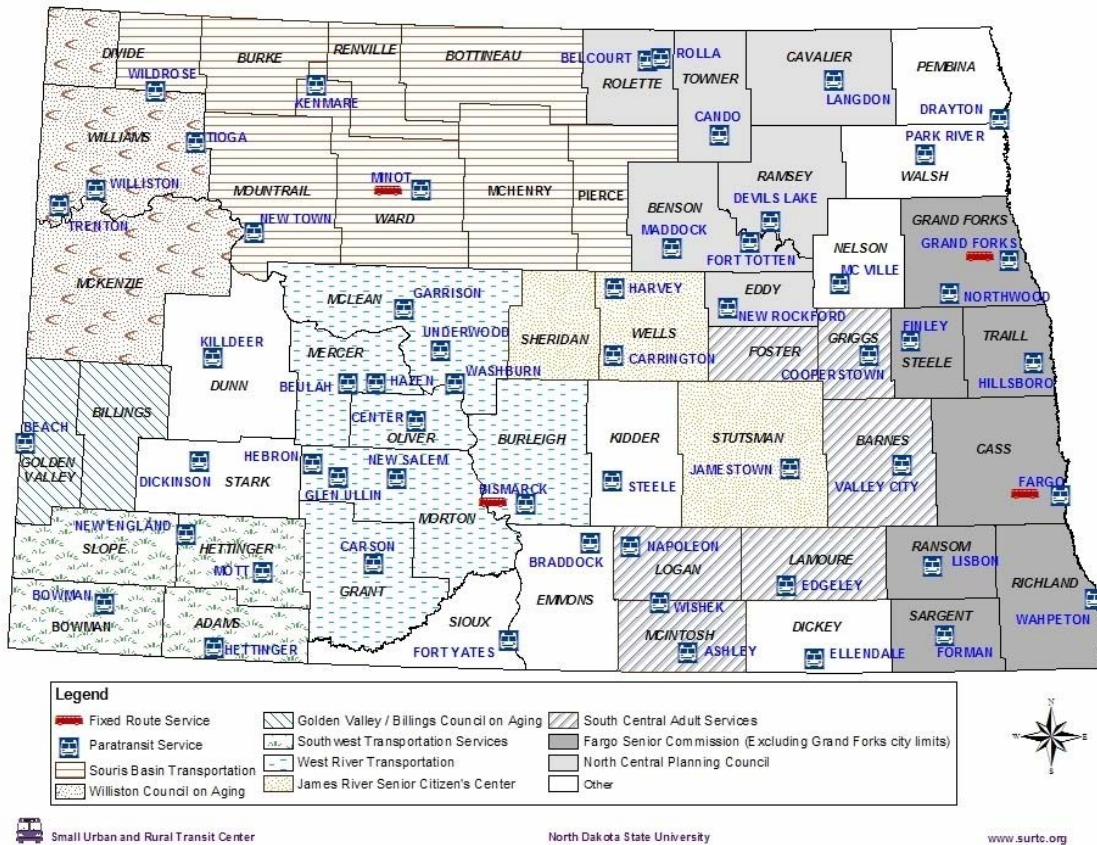 DIVIDE
BURKE
RENVILLE
BOTTINEAU
BELCOURT
ROLLA
ROLETTE
TOWNER
CAVALIER
PEMBINA
WILDROSE
KENMARE
CANDO
LANGDON
DRAYTON
PARK RIVER
WALSH
WILLIAMS
TIOGA
WILLISTON
TRENTON
MOUNTRAIL
NEW TOWN
MINOT
WARD
MCHENRY
PIERCE
BENSON
MADDOCK
RAMSEY
DEVILS LAKE
FORT TOTTEN
NELSON
MC VILLE
GRAND FORKS
GRAND FORKS
NORTHWOOD
MCKENZIE
MCLEAN
GARRISON
UNDERWOOD
HARVEY
SHERIDAN
WELLS
CARRINGTON
EDDY
NEW ROCKFORD
FOSTER
GRIGGS
COOPERSTOWN
FINLEY
STEELE
TRAILL
HILLSBORO
KILLDEER
DUNN
MERCER
BEULAH
HAZEN
WASHBURN
CENTER
OLIVER
BILLINGS
BEACH
GOLDEN
VALLEY
DICKINSON
STARK
HEBRON
GLEN ULLIN
NEW SALEM
MORTON
BISMARCK
BURLEIGH
KIDDER
STEELE
STUTSMAN
JAMESTOWN
BARNES
VALLEY CITY
CASS
FARGO
NEW ENGLAND
SLOPE
HETTINGER
MOTT
CARSON
GRANT
BRADDOCK
EMMONS
NAPOLEON
LOGAN
WISHEK
LAMOURE
EDGELEY
RANSOM
LISBON
RICHLAND
WAHPETON
BOWMAN
BOWMAN
ADAMS
HETTINGER
SIOUX
FORT YATES
MCINTOSH
ASHLEY
DICKEY
ELLENDALE
SARGENT
FORMAN
Legend
Fixed Route Service
Paratransit Service
Souris Basin Transportation
Williston Council on Aging
Golden Valley / Billings Council on Aging
Southwest Transportation Services
West River Transportation
James River Senior Citizen's Center
South Central Adult Services
Fargo Senior Commission (Excluding Grand Forks city limits)
North Central Planning Council
Other
N
W
E
S
Small Urban and Rural Transit Center
North Dakota State University
www.surtc.org